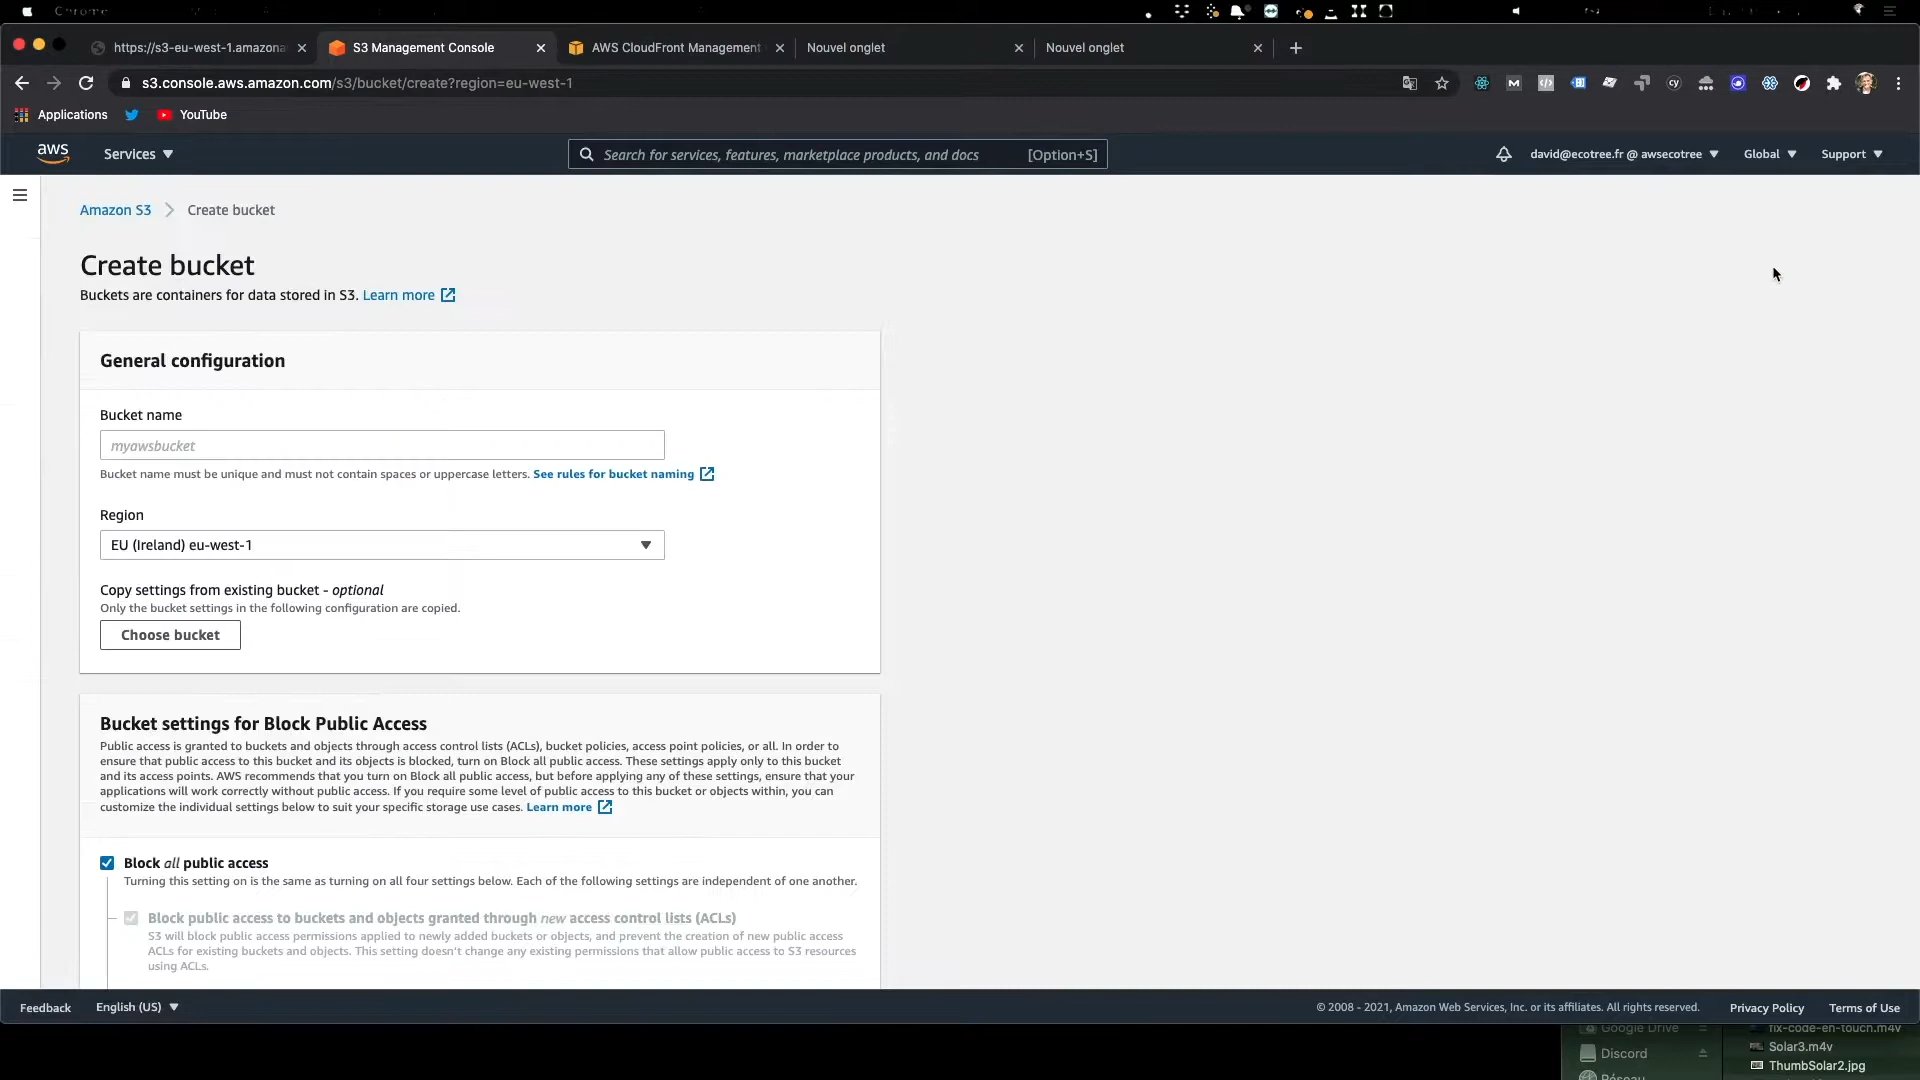 Chrome
https://s3-eu-west-1.amazona
S3 Management Console
AWS CloudFront Management
Nouvel onglet
Nouvel onglet
s3.console.aws.amazon.com/s3/bucket/create?region=eu-west-1
Applications
YouTube
aws
Services
Search for services, features, marketplace products, and docs
[Option+S]
david@ecotree.fr @ awsecotree
Global
Support
Amazon S3
Create bucket
Create bucket
Buckets are containers for data stored in S3. Learn more
General configuration
Bucket name
myawsbucket
Bucket name must be unique and must not contain spaces or uppercase letters. See rules for bucket naming
Region
EU (Ireland) eu-west-1
Copy settings from existing bucket - optional
Only the bucket settings in the following configuration are copied.
Choose bucket
Bucket settings for Block Public Access
Public access is granted to buckets and objects through access control lists (ACLs), bucket policies, access point policies, or all. In order to
ensure that public access to this bucket and its objects is blocked, turn on Block all public access. These settings apply only to this bucket
and its access points. AWS recommends that you turn on Block all public access, but before applying any of these settings, ensure that your
applications will work correctly without public access. If you require some level of public access to this bucket or objects within, you can
customize the individual settings below to suit your specific storage use cases. Learn more
Block all public access
Turning this setting on is the same as turning on all four settings below. Each of the following settings are independent of one another.
Block public access to buckets and objects granted through new access control lists (ACLs)
S3 will block public access permissions applied to newly added buckets or objects, and prevent the creation of new public access
ACLs for existing buckets and objects. This setting doesn't change any existing permissions that allow public access to S3 resources
using ACLs.
Feedback
English (US)
© 2008 - 2021, Amazon Web Services, Inc. or its affiliates. All rights reserved.
Privacy Policy
Terms of Use
Google Drive
fix-code-en-touch.m4v
Discord
Solar3.m4v
ThumbSolar2.jpg
Réseau